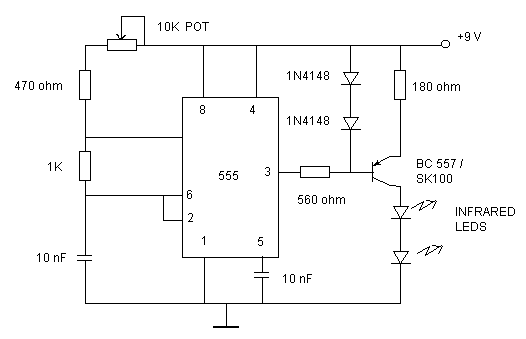 10K POT
+9 V
470 ohm
1N4148
180 ohm
8
4
1N4148
1K
555
3
BC 557 /
SK100
6
2
560 ohm
INFRARED
LEDS
1
5
10 nF
10 nF